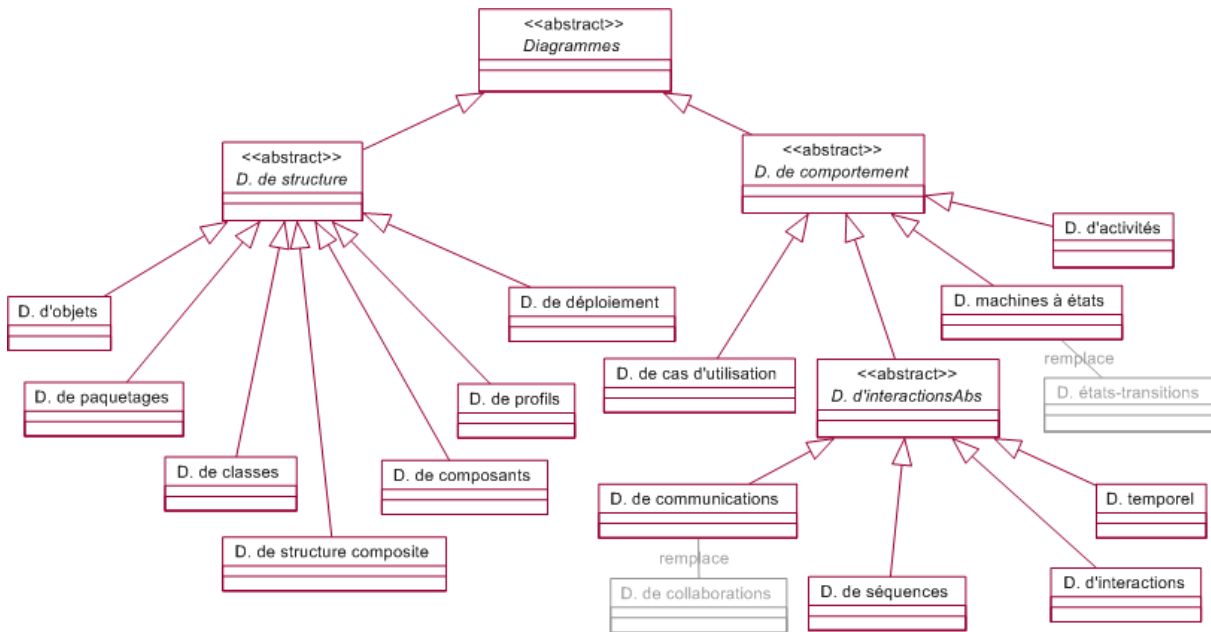 <<abstract>>
Diagrammes
<<abstract>>
D. de structure
<<abstract>>
D. de comportement
D. d'activités
D. d'objets
D. de déploiement
D. machines à états
remplace
D. états-transitions
D. de paquetages
D. de profils
D. de cas d'utilisation
<<abstract>>
D. d'interactionsAbs
D. de classes
D. de composants
D. de communications
D. temporel
D. de structure composite
remplace
D. de collaborations
D. de séquences
D. d'interactions